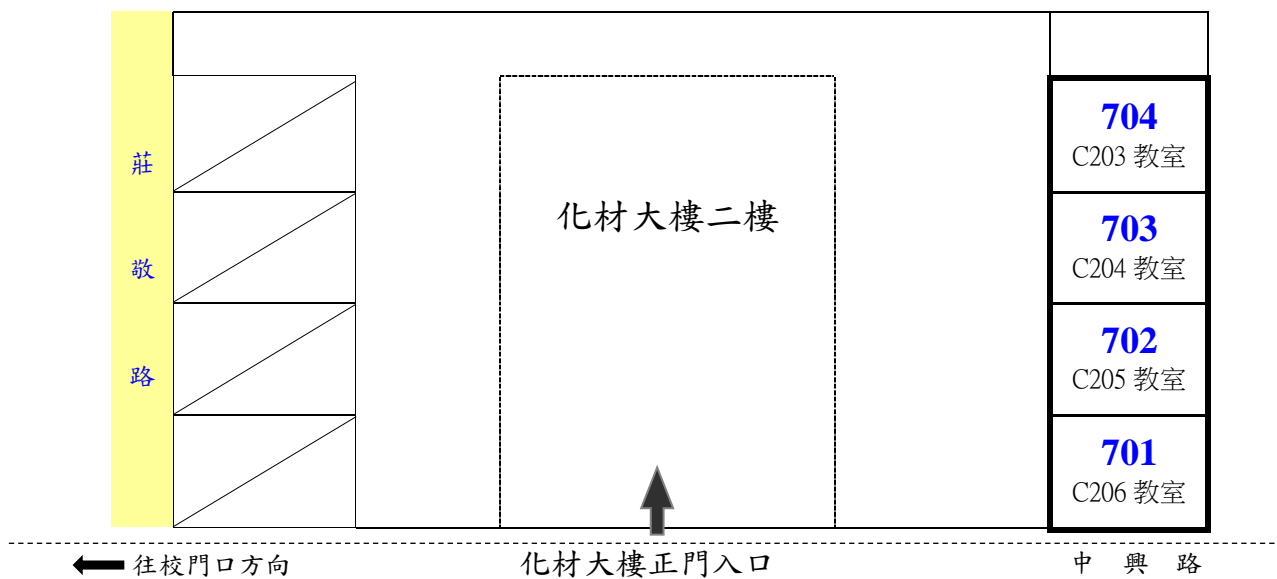 莊敬路
化材大樓二樓
704
C203 教室
703
C204 教室
702
C205 教室
701
C206 教室
往校門口方向
化材大樓正門入口
中興路